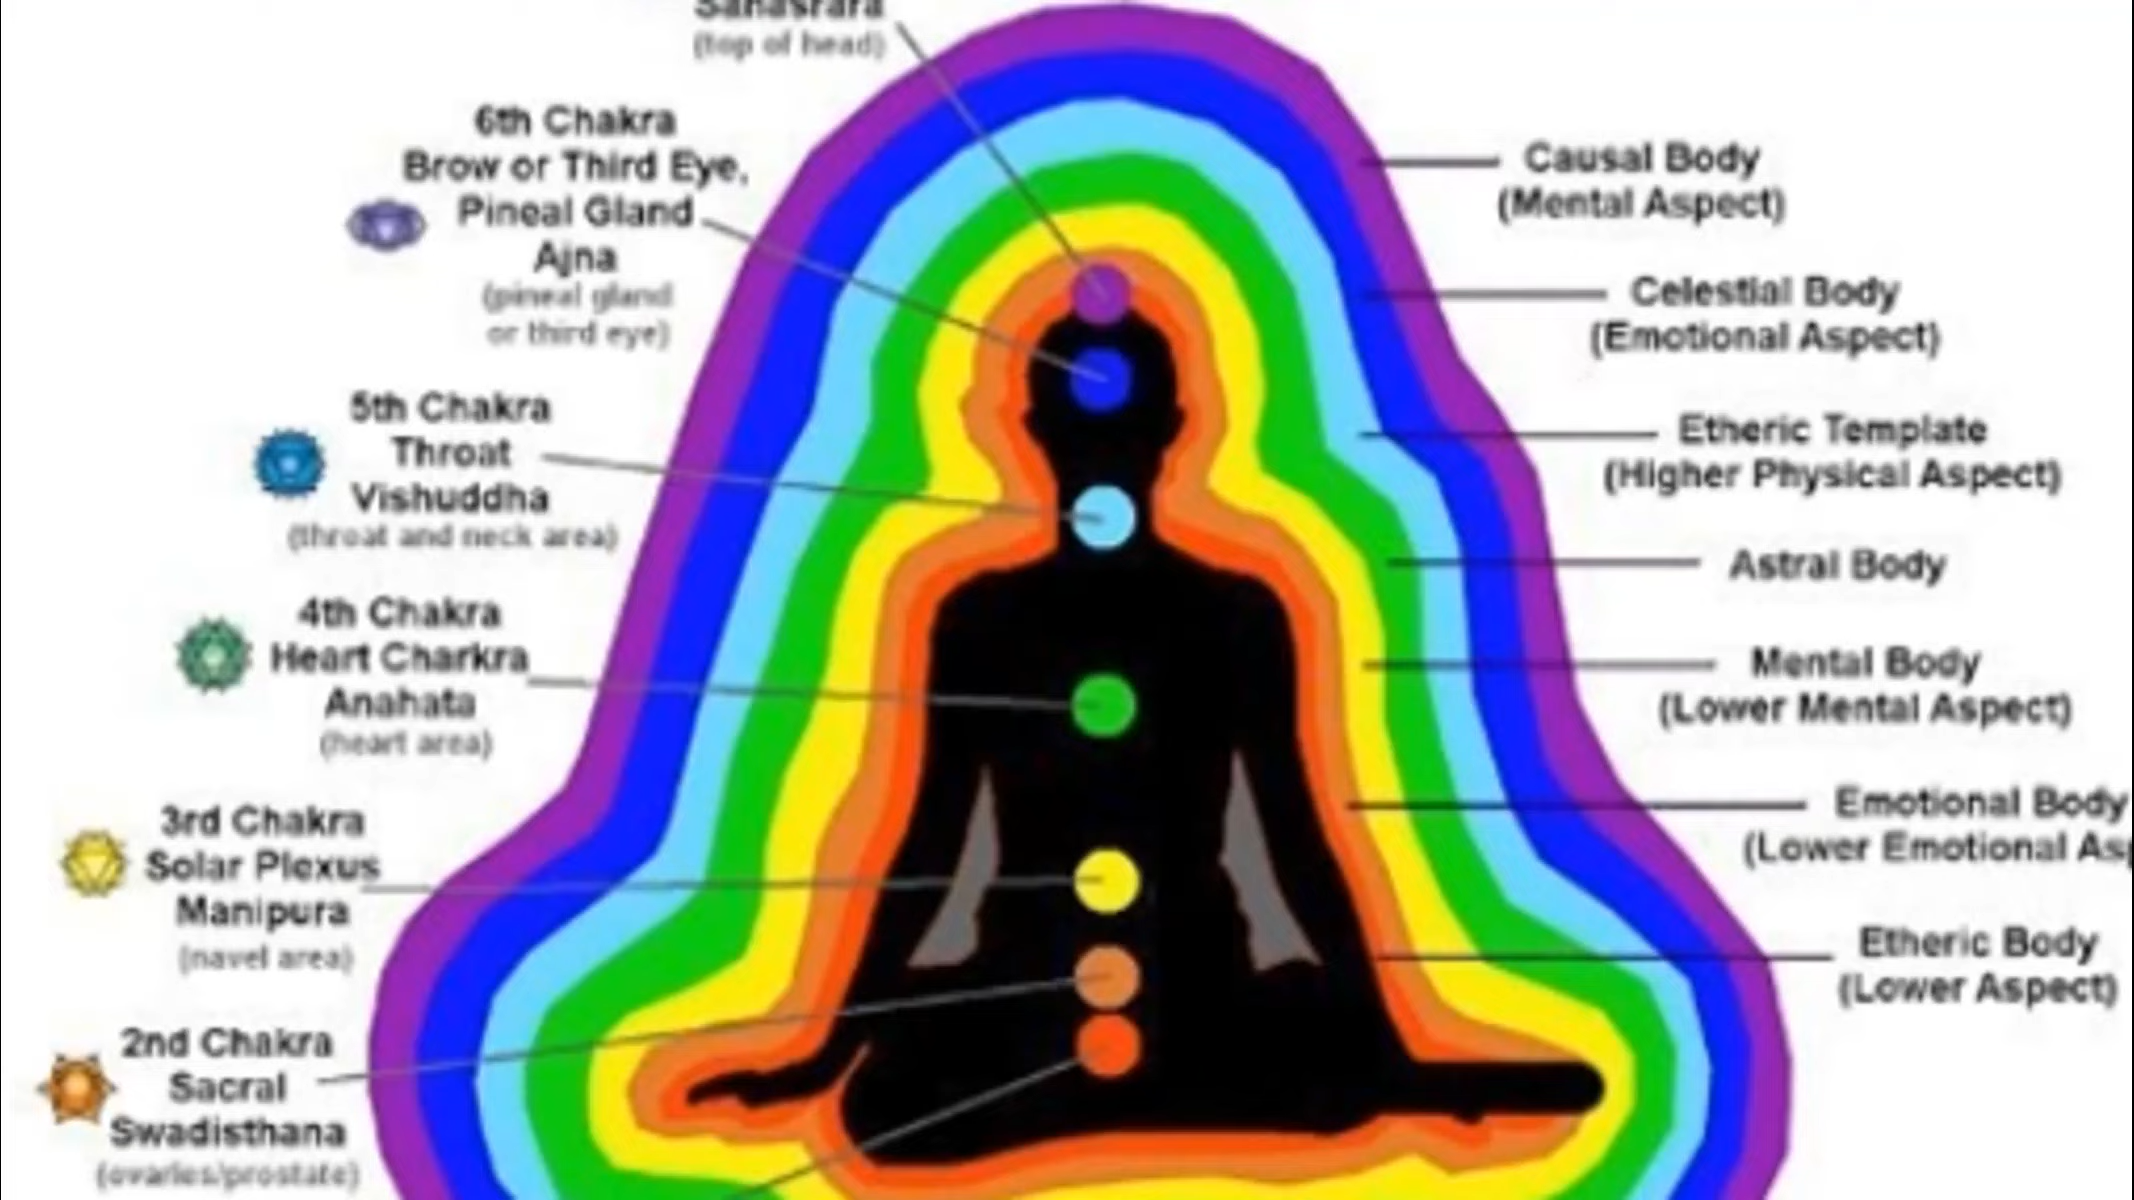 Sahasrara
(top of head)
6th Chakra
Brow or Third Eye,
Pineal Gland
Ajna
(pineal gland
or third eye)
5th Chakra
Throat
Vishuddha
(throat and neck area)
4th Chakra
Heart Charkra
Anahata
(heart area)
3rd Chakra
Solar Plexus
Manipura
(navel area)
2nd Chakra
Sacral
Swadisthana
(ovaries/prostate)
Causal Body
(Mental Aspect)
Celestial Body
(Emotional Aspect)
Etheric Template
(Higher Physical Aspect)
Astral Body
Mental Body
(Lower Mental Aspect)
Emotional Body
(Lower Emotional Asp
Etheric Body
(Lower Aspect)